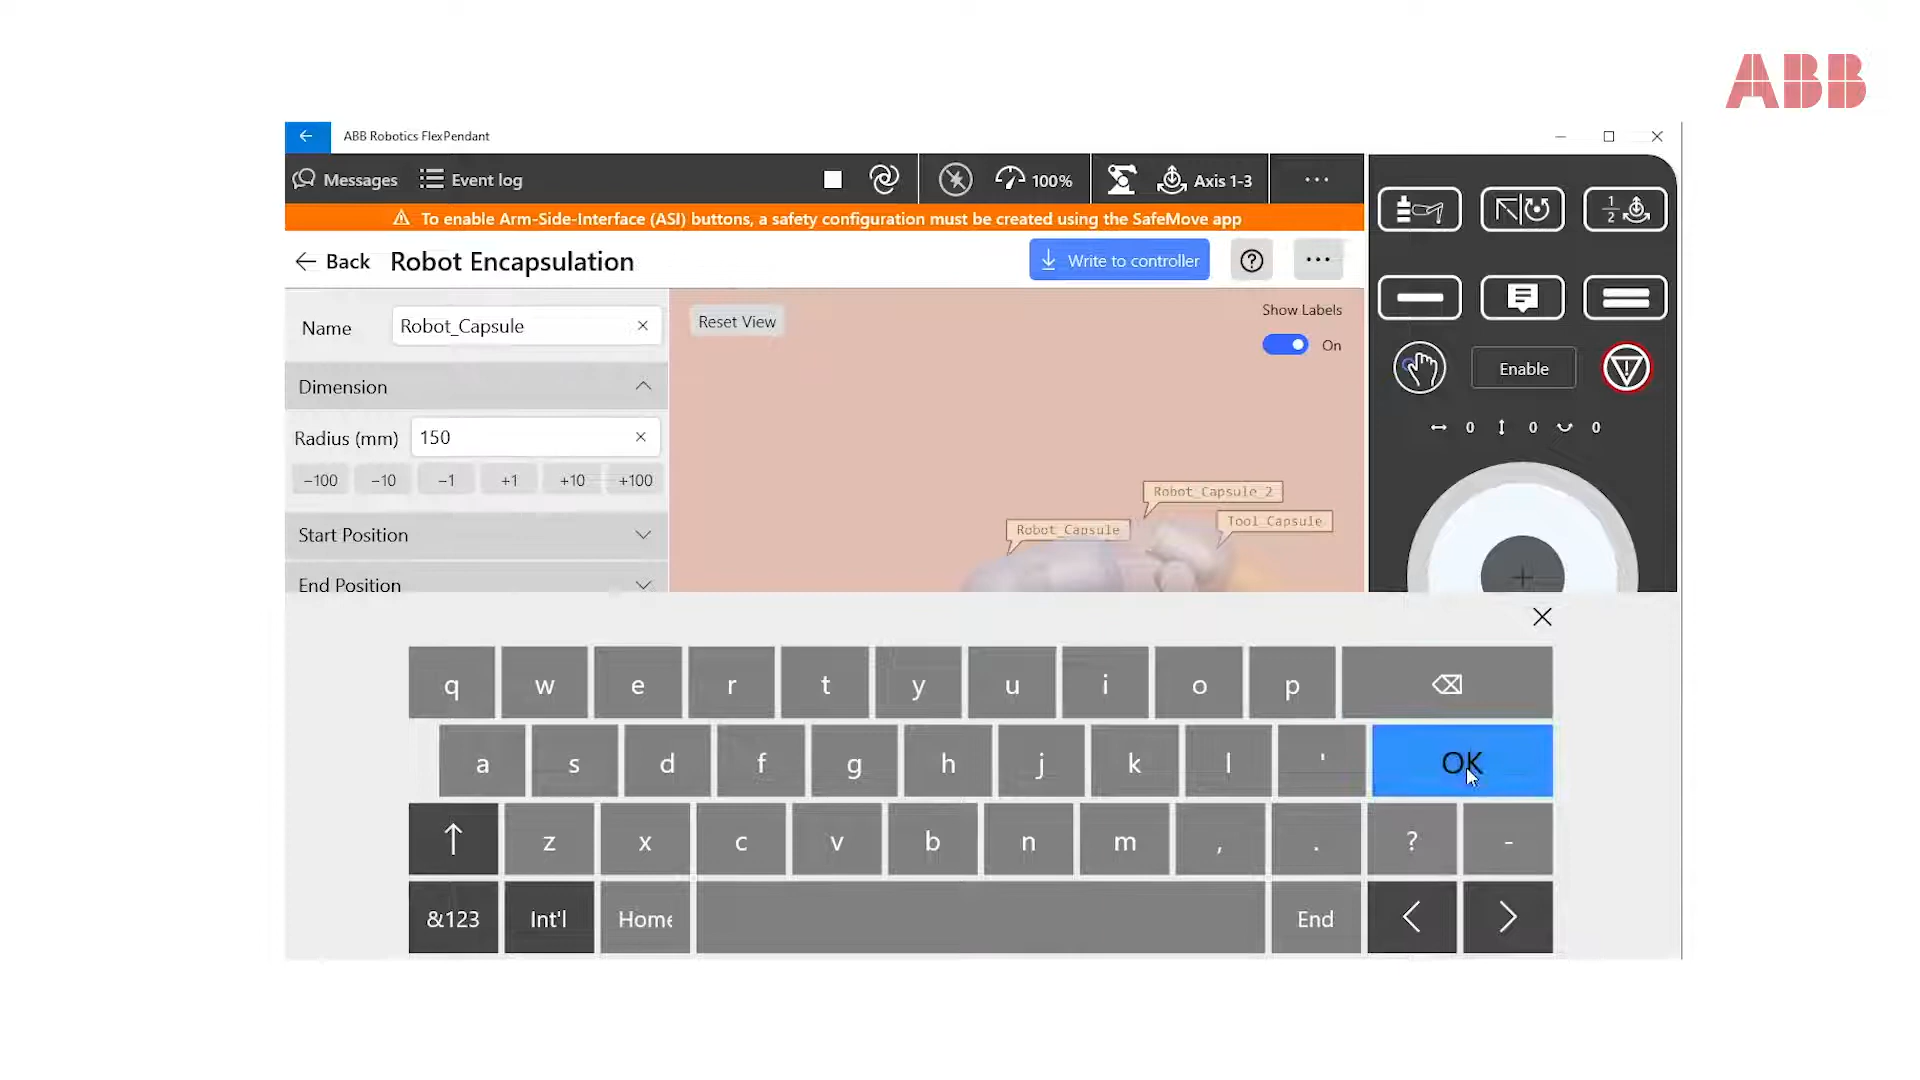 ABB
ABB Robotics FlexPendant
Messages
Event log
100%
Axis 1-3
To enable Arm-Side-Interface (ASI) buttons, a safety configuration must be created using the SafeMove app
Back
Robot Encapsulation
Write to controller
Name
Robot_Capsule
Reset View
Show Labels
On
Dimension
Radius (mm)
150
−100
−10
−1
+1
+10
+100
Start Position
End Position
Robot_Capsule_2
Robot_Capsule
Tool_Capsule
1
2
Enable
0
0
0
q w e r t y u i o p
a s d f g h j k l '
OK
z x c v b n m , . ? -
&123
Int'l
Home
End